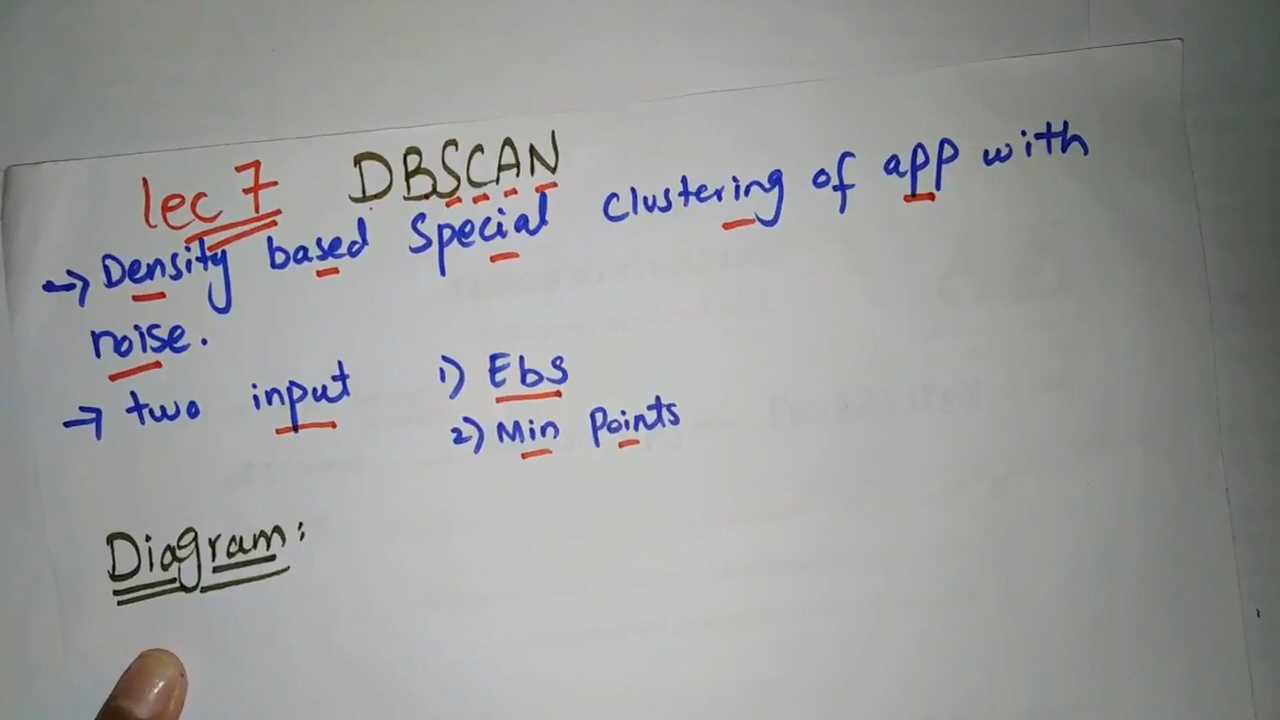 lec 7 DBSCAN
→ Density based Special clustering of app with
noise.
→ two input 1) Ebs
2) Min Points
Diagram: